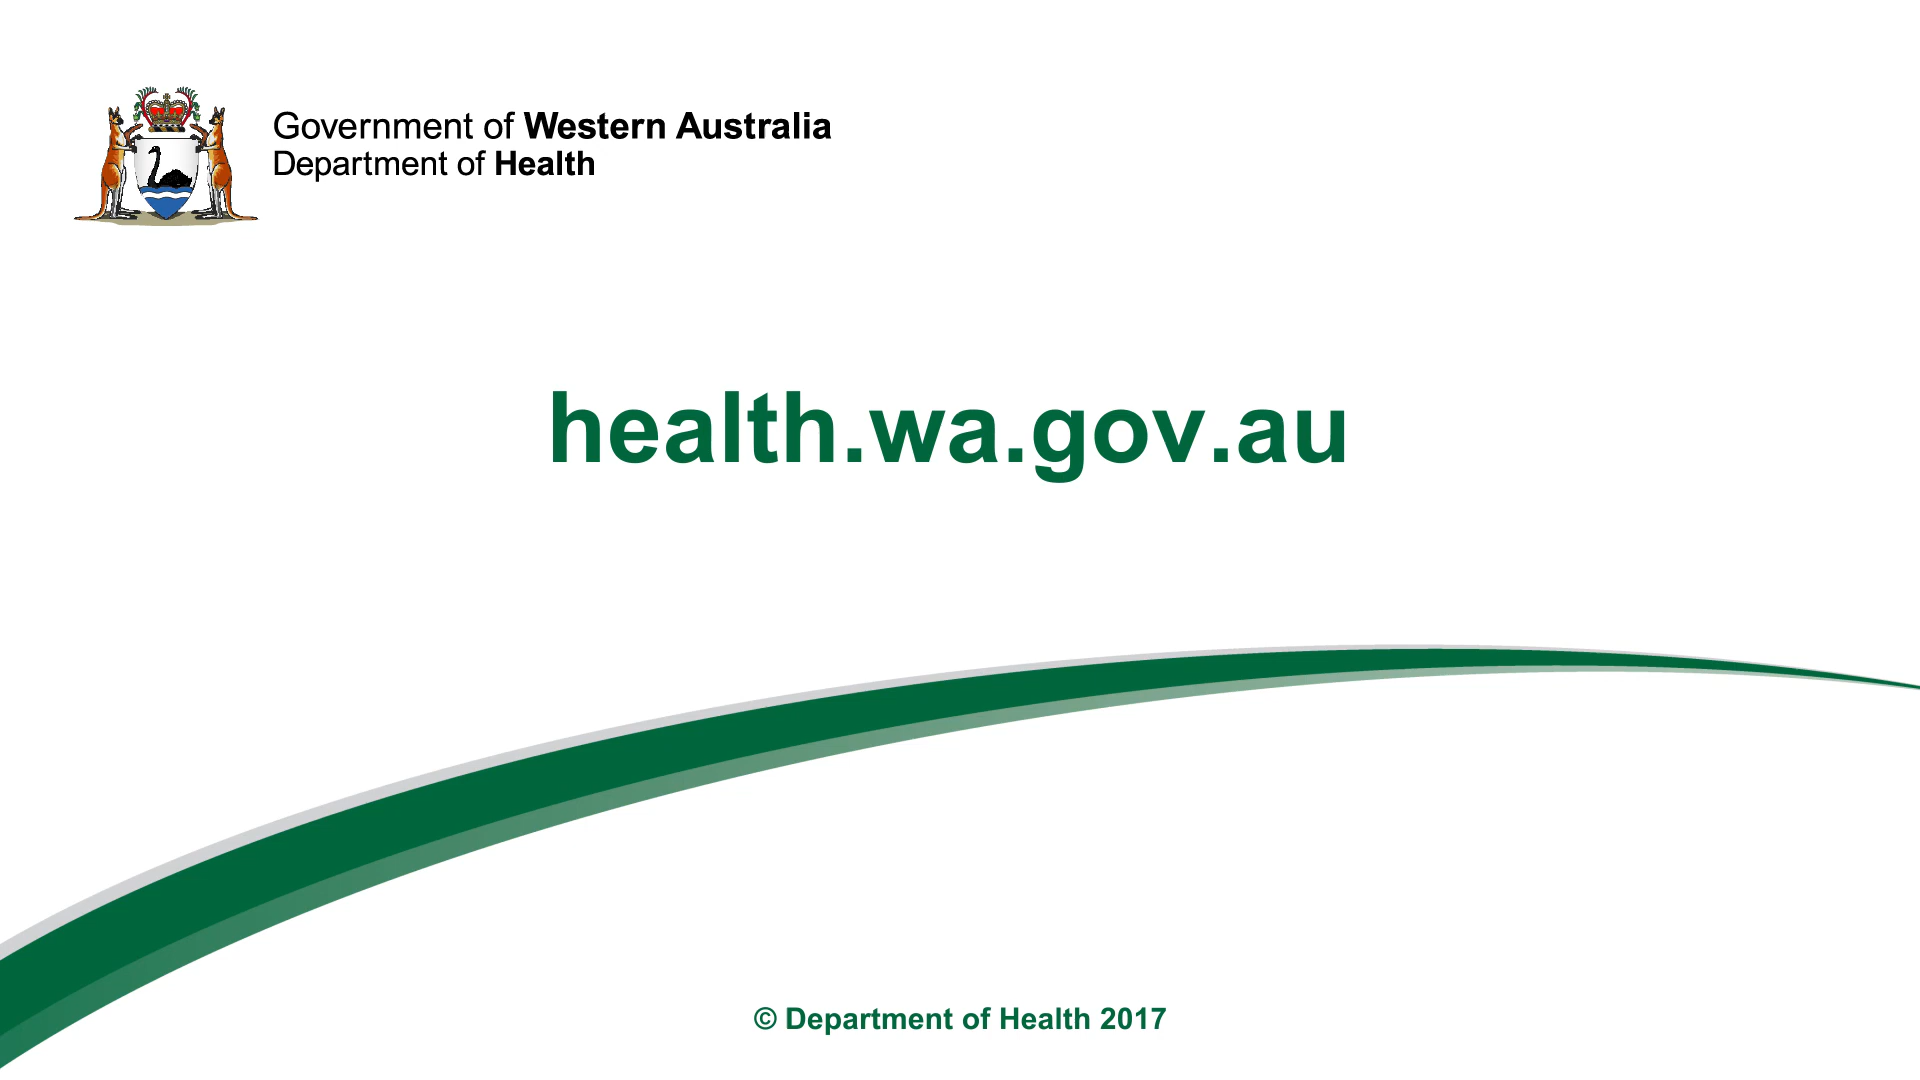 Government of Western Australia
Department of Health
health.wa.gov.au
© Department of Health 2017